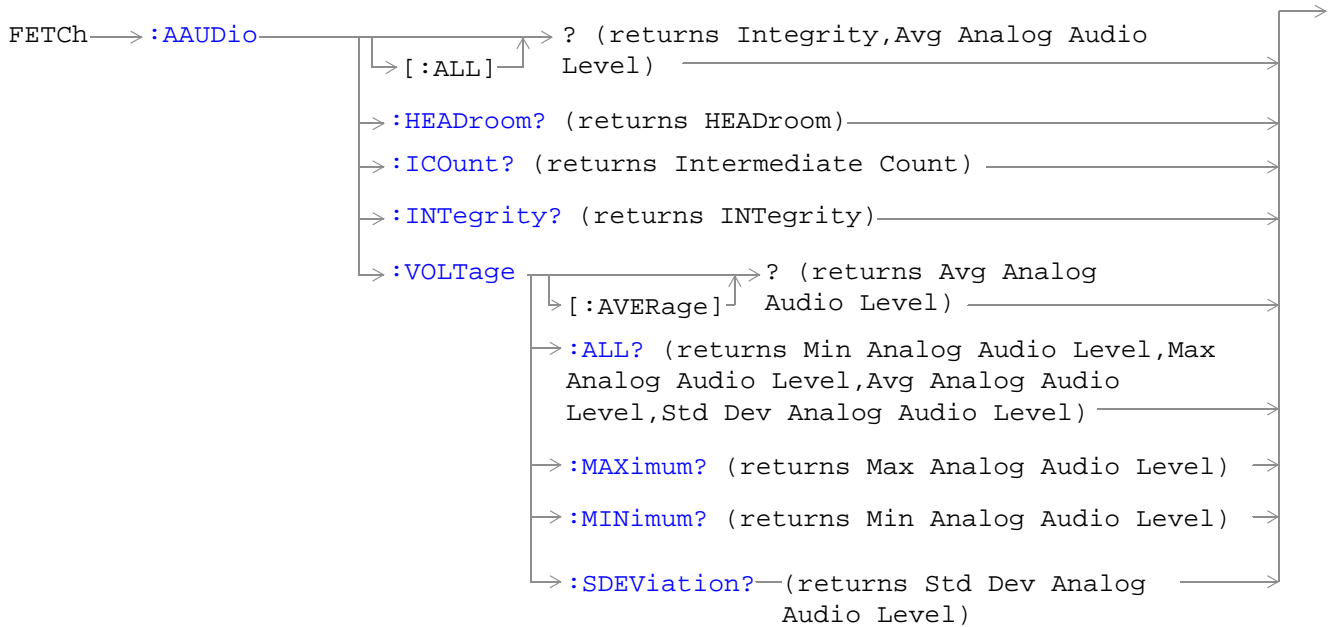 FETCh :AAUDio ? (returns Integrity,Avg Analog Audio
[:ALL] Level)
:HEADroom? (returns HEADroom)
:ICOunt? (returns Intermediate Count)
:INTegrity? (returns INTegrity)
:VOLTage ? (returns Avg Analog
[:AVERage] Audio Level)
:ALL? (returns Min Analog Audio Level,Max
Analog Audio Level,Avg Analog Audio
Level,Std Dev Analog Audio Level)
:MAXimum? (returns Max Analog Audio Level)
:MINimum? (returns Min Analog Audio Level)
:SDEViation? (returns Std Dev Analog
Audio Level)